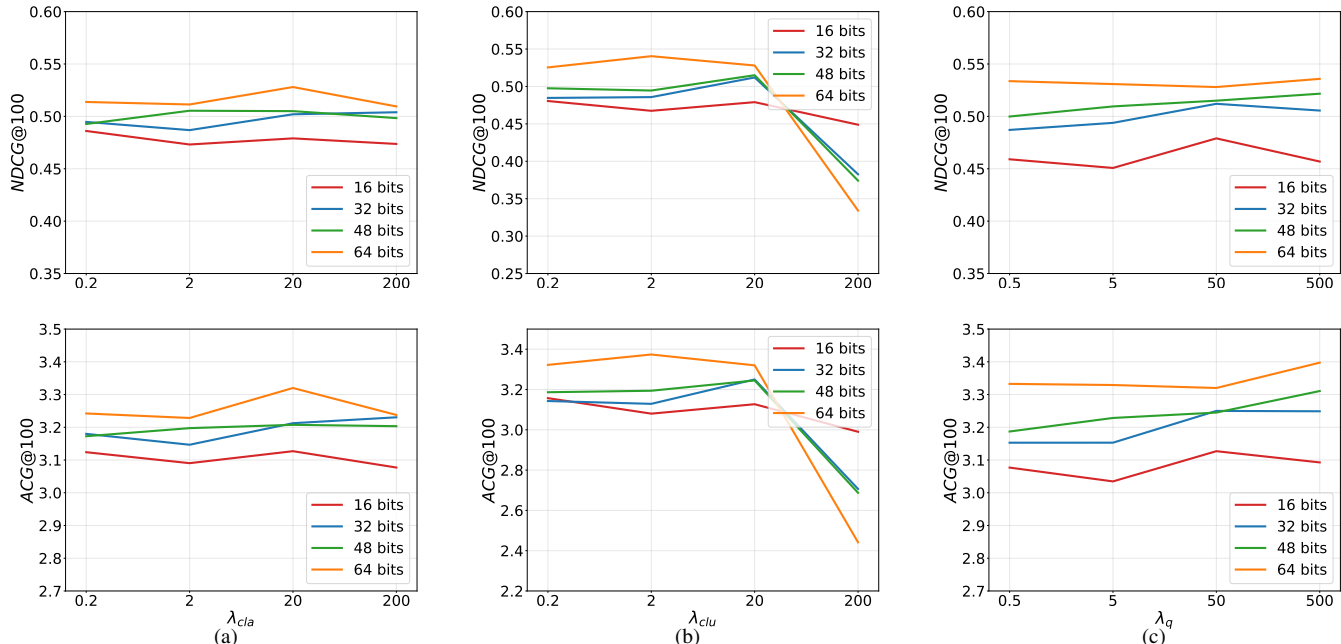 NDCG@100
0.60
0.55
0.50
0.45
0.40
0.35
0.2 2 20 200
16 bits
32 bits
48 bits
64 bits
NDCG@100
0.60
0.55
0.50
0.45
0.40
0.35
0.30
0.25
0.2 2 20 200
16 bits
32 bits
48 bits
64 bits
NDCG@100
0.60
0.55
0.50
0.45
0.40
0.35
0.5 5 50 500
16 bits
32 bits
48 bits
64 bits
ACG@100
3.5
3.4
3.3
3.2
3.1
3.0
2.9
2.8
2.7
0.2 2 20 200
16 bits
32 bits
48 bits
64 bits
λcla
(a)
ACG@100
3.4
3.2
3.0
2.8
2.6
2.4
2.2
0.2 2 20 200
16 bits
32 bits
48 bits
64 bits
λclu
(b)
ACG@100
3.5
3.4
3.3
3.2
3.1
3.0
2.9
2.8
2.7
0.5 5 50 500
16 bits
32 bits
48 bits
64 bits
λq
(c)